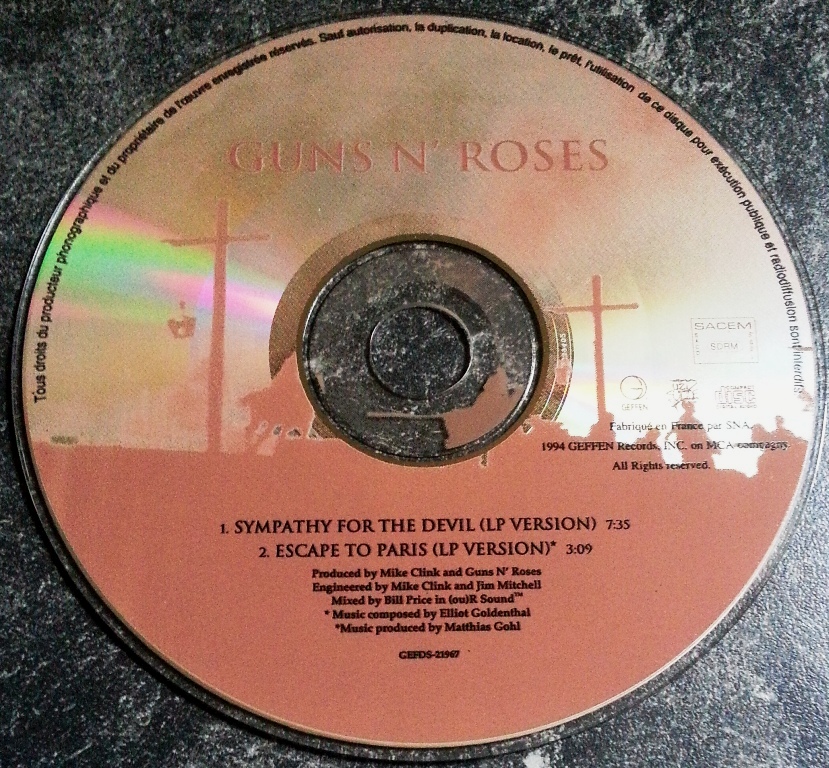 Tous droits du producteur phonographique et du propriétaire de l'œuvre enregistrée réservés. Sauf autorisation, la duplication, la location, le prêt, l'utilisation de ce disque pour exécution publique et radiodiffusion sont interdits
GUNS N' ROSES
SACEM
SDRM
GEFFEN
COMPACT
disc
DIGITAL AUDIO
Fabriqué en France par SNA.
1994 GEFFEN Records, INC. on MCA company.
All Rights reserved.
1. SYMPATHY FOR THE DEVIL (LP VERSION) 7:35
2. ESCAPE TO PARIS (LP VERSION)* 3:09
Produced by Mike Clink and Guns N' Roses
Engineered by Mike Clink and Jim Mitchell
Mixed by Bill Price in (ou)R Sound™
* Music composed by Elliot Goldenthal
*Music produced by Matthias Gohl
GEFDS-21967